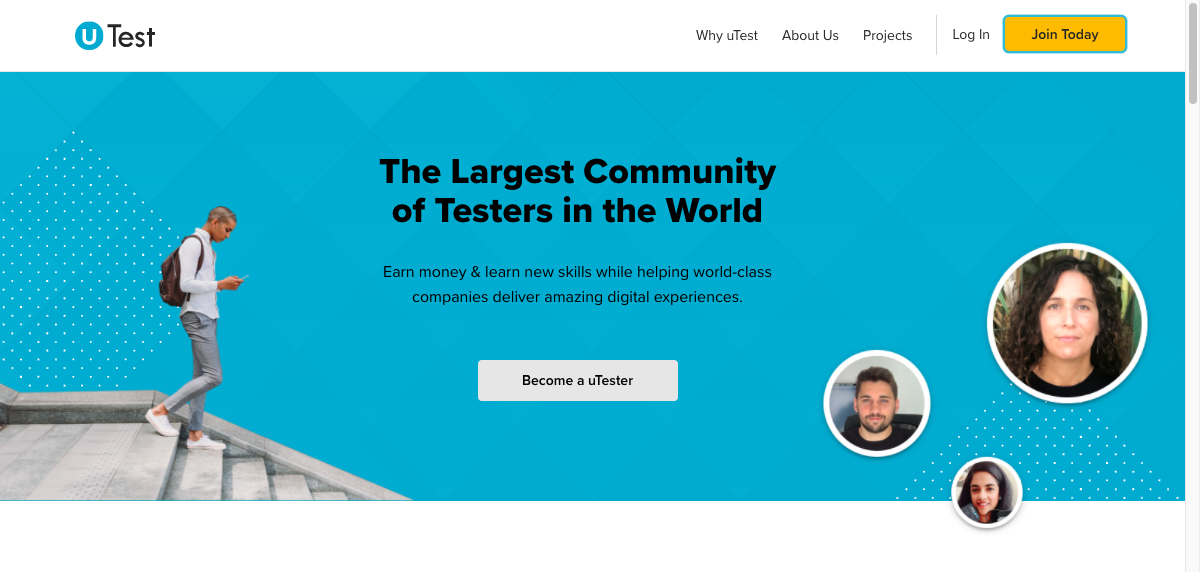 uTest
Why uTest
About Us
Projects
Log In
Join Today
The Largest Community
of Testers in the World
Earn money & learn new skills while helping world-class
companies deliver amazing digital experiences.
Become a uTester